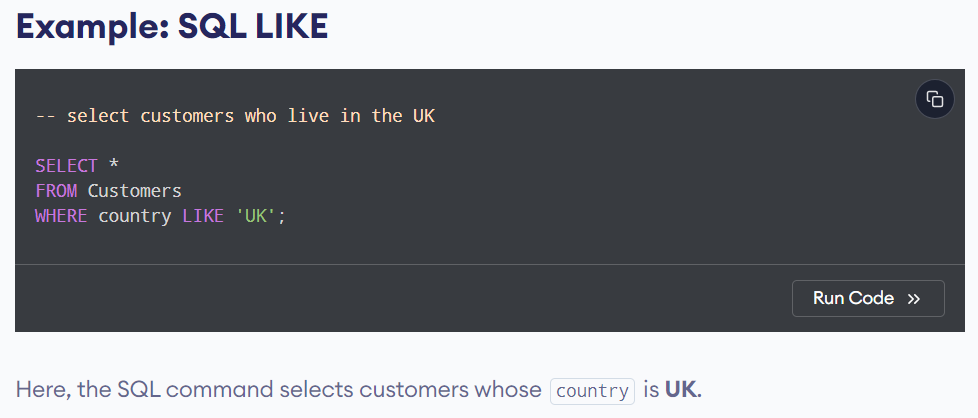 Example: SQL LIKE
-- select customers who live in the UK
SELECT *
FROM Customers
WHERE country LIKE 'UK';
Run Code »
Here, the SQL command selects customers whose country is UK.